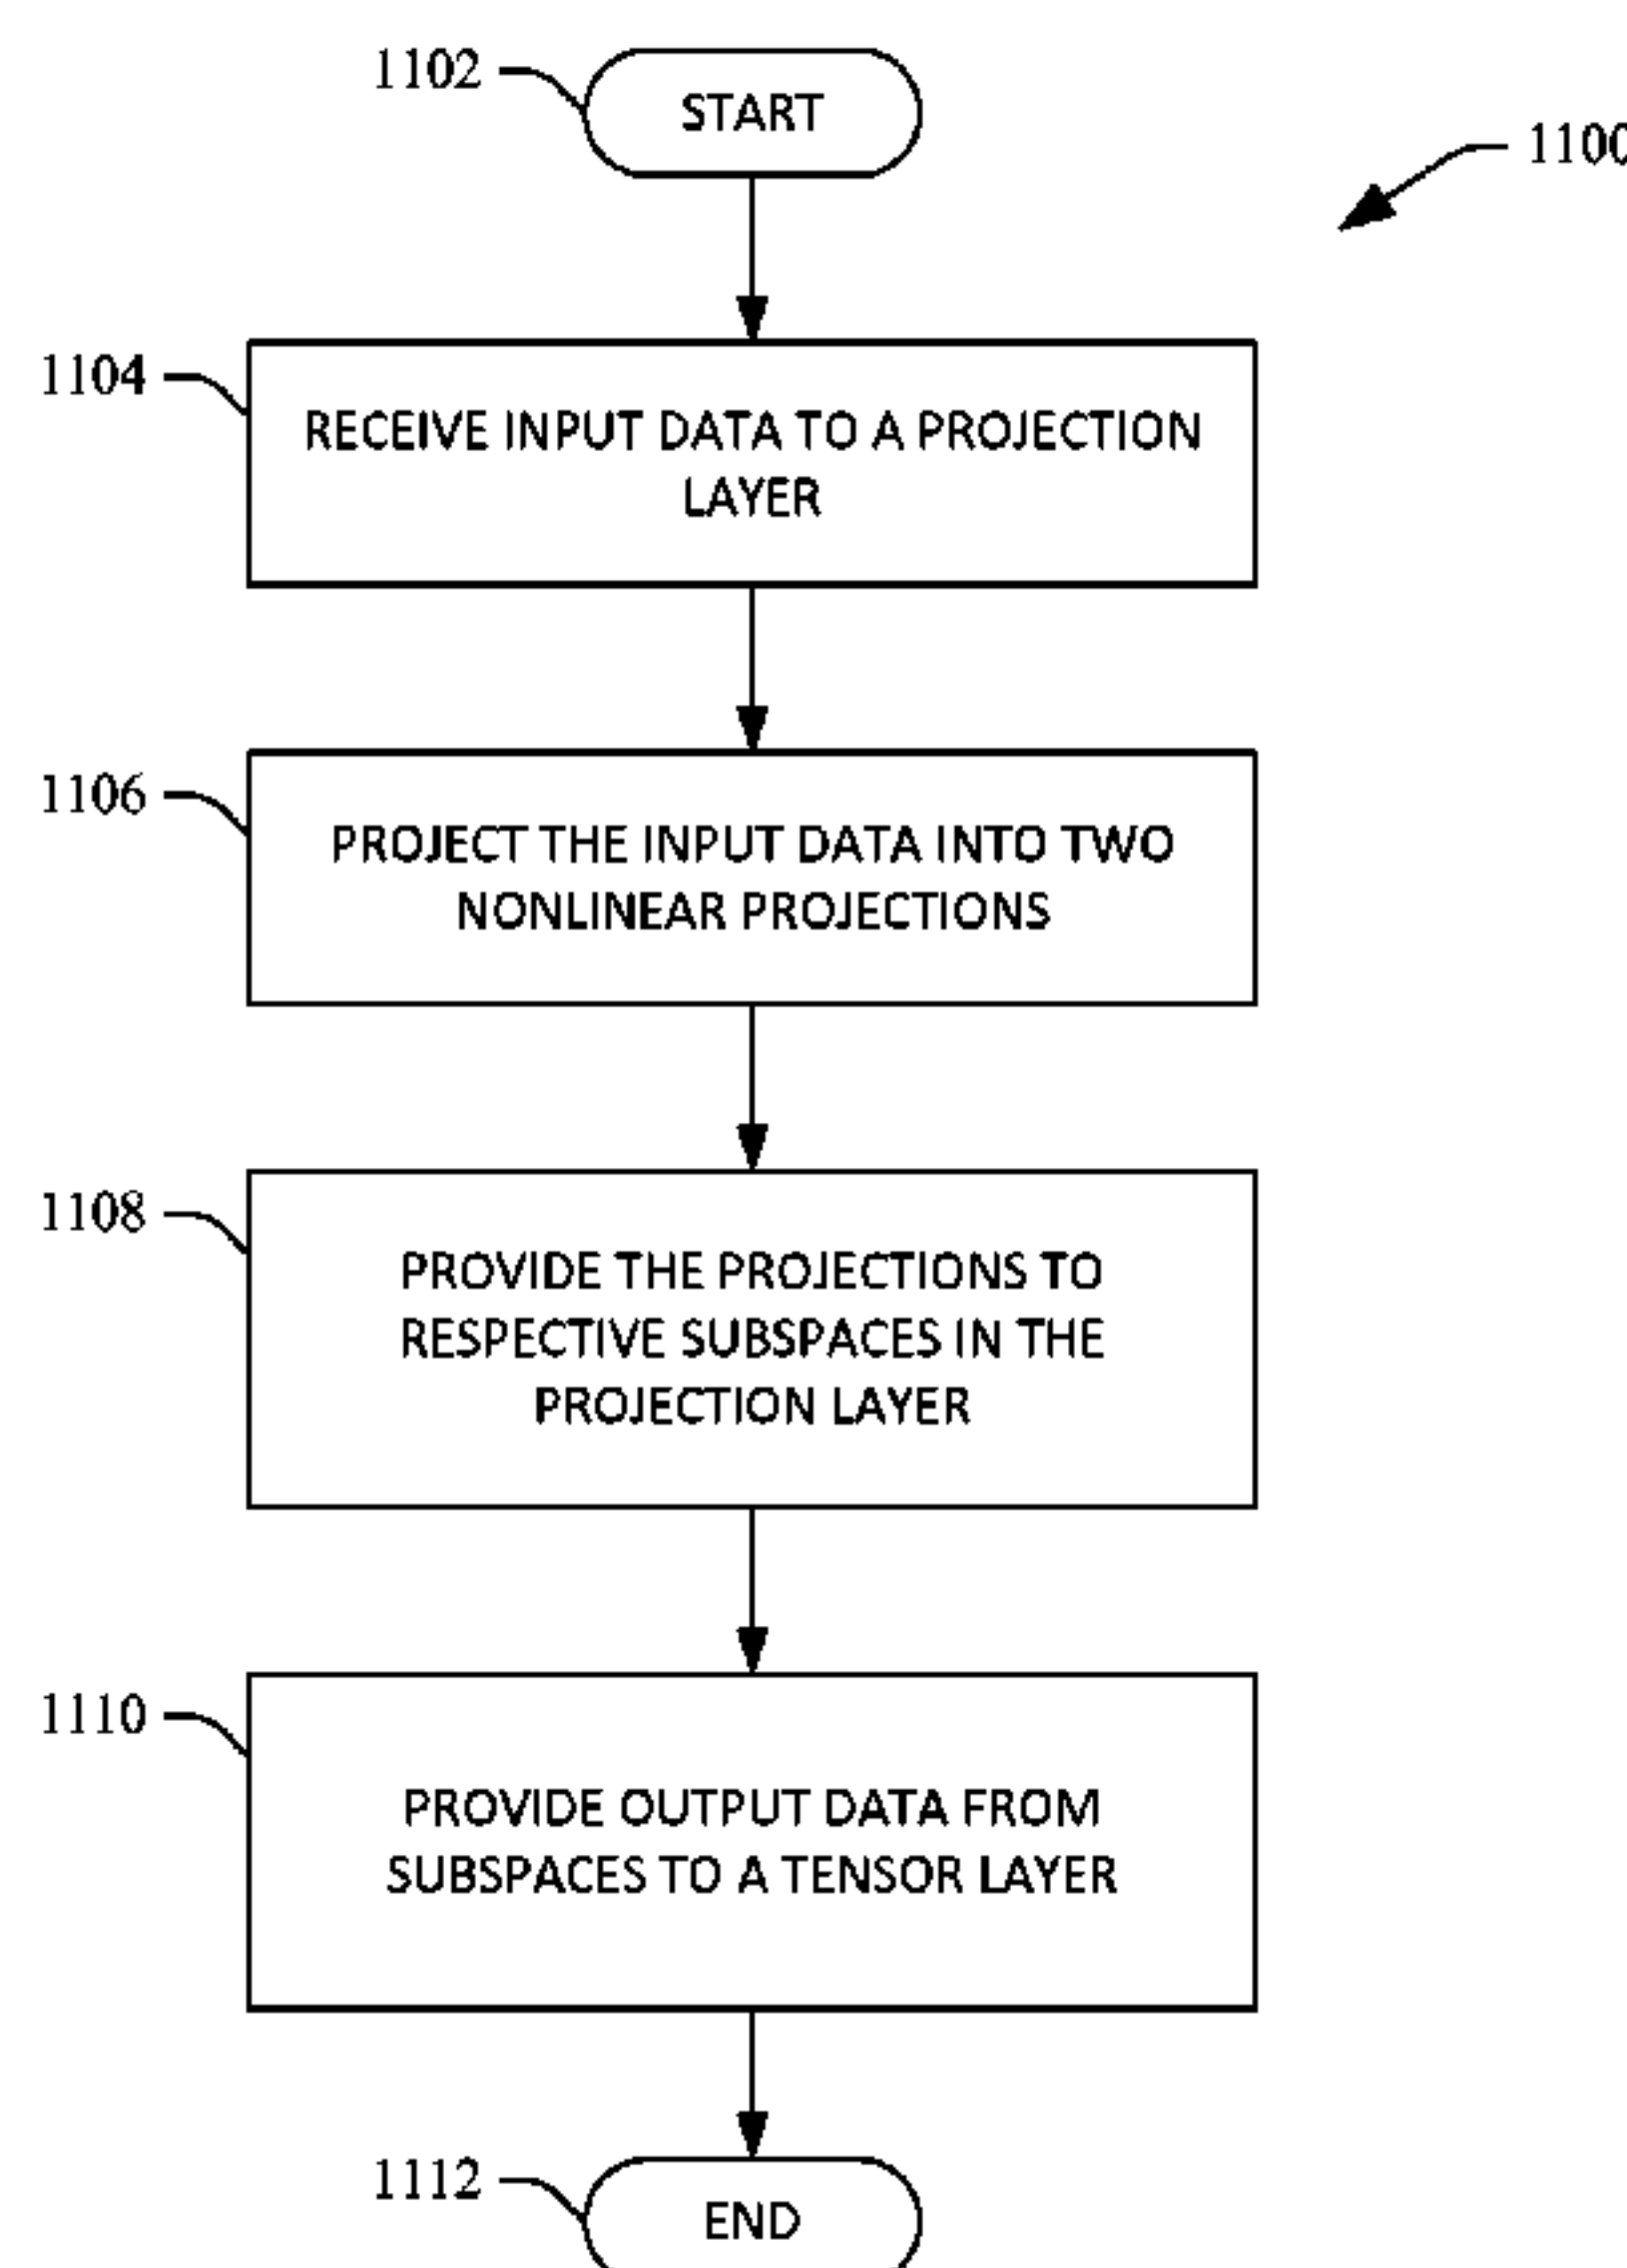 1102
START
1100
1104
RECEIVE INPUT DATA TO A PROJECTION
LAYER
1106
PROJECT THE INPUT DATA INTO TWO
NONLINEAR PROJECTIONS
1108
PROVIDE THE PROJECTIONS TO
RESPECTIVE SUBSPACES IN THE
PROJECTION LAYER
1110
PROVIDE OUTPUT DATA FROM
SUBSPACES TO A TENSOR LAYER
1112
END